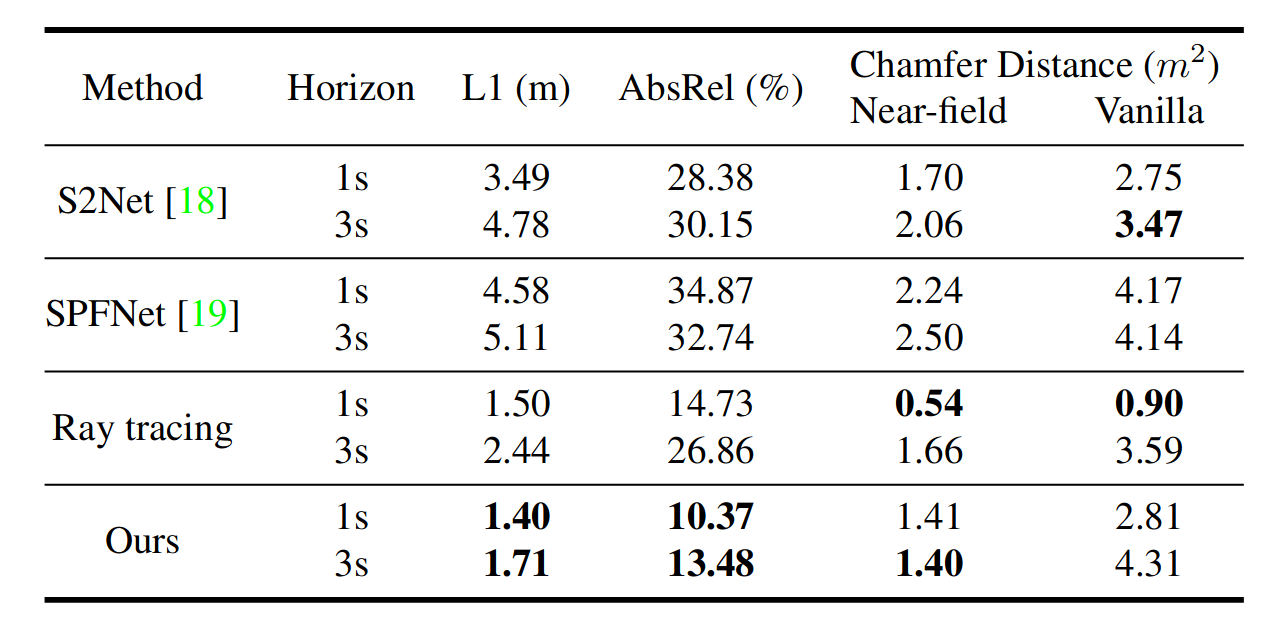 Method Horizon L1 (m) AbsRel (%) Chamfer Distance (m²)
Near-field Vanilla
S2Net [18]
1s 3.49 28.38 1.70 2.75
3s 4.78 30.15 2.06 3.47
SPFNet [19]
1s 4.58 34.87 2.24 4.17
3s 5.11 32.74 2.50 4.14
Ray tracing
1s 1.50 14.73 0.54 0.90
3s 2.44 26.86 1.66 3.59
Ours
1s 1.40 10.37 1.41 2.81
3s 1.71 13.48 1.40 4.31